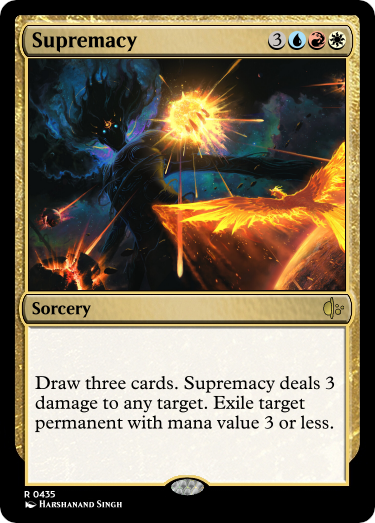 Supremacy 3
Sorcery
Draw three cards. Supremacy deals 3
damage to any target. Exile target
permanent with mana value 3 or less.
R 0435
Harshanand Singh